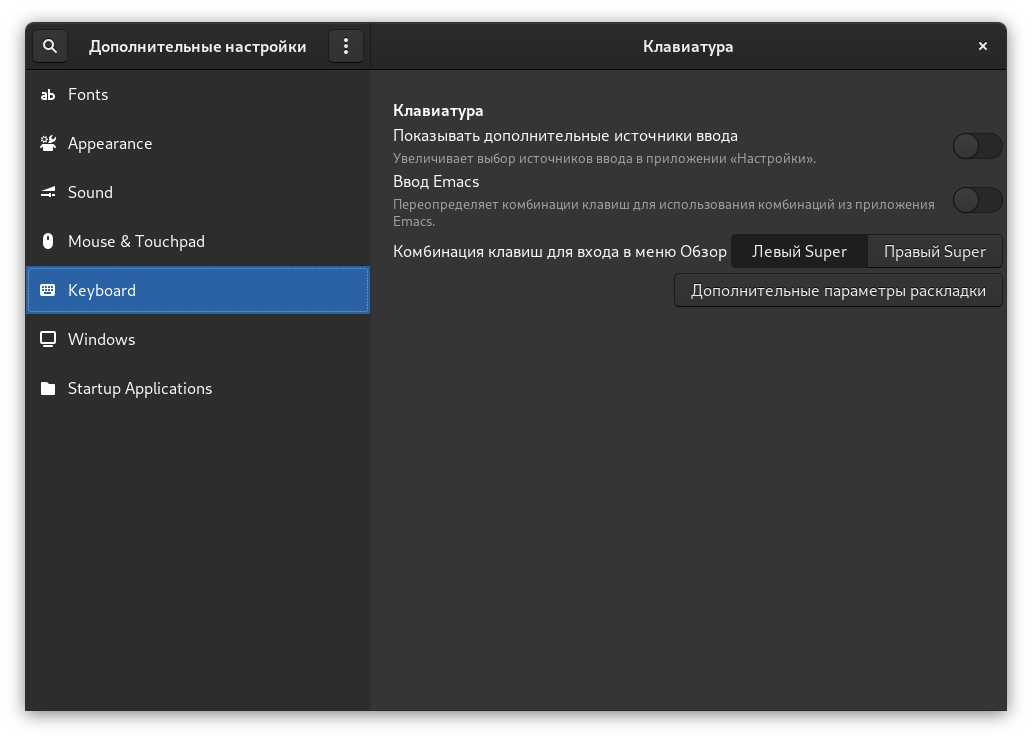 Дополнительные настройки
Клавиатура
Fonts
Appearance
Sound
Mouse & Touchpad
Keyboard
Windows
Startup Applications
Клавиатура
Показывать дополнительные источники ввода
Увеличивает выбор источников ввода в приложении «Настройки».
Ввод Emacs
Переопределяет комбинации клавиш для использования комбинаций из приложения
Emacs.
Комбинация клавиш для входа в меню Обзор
Левый Super
Правый Super
Дополнительные параметры раскладки